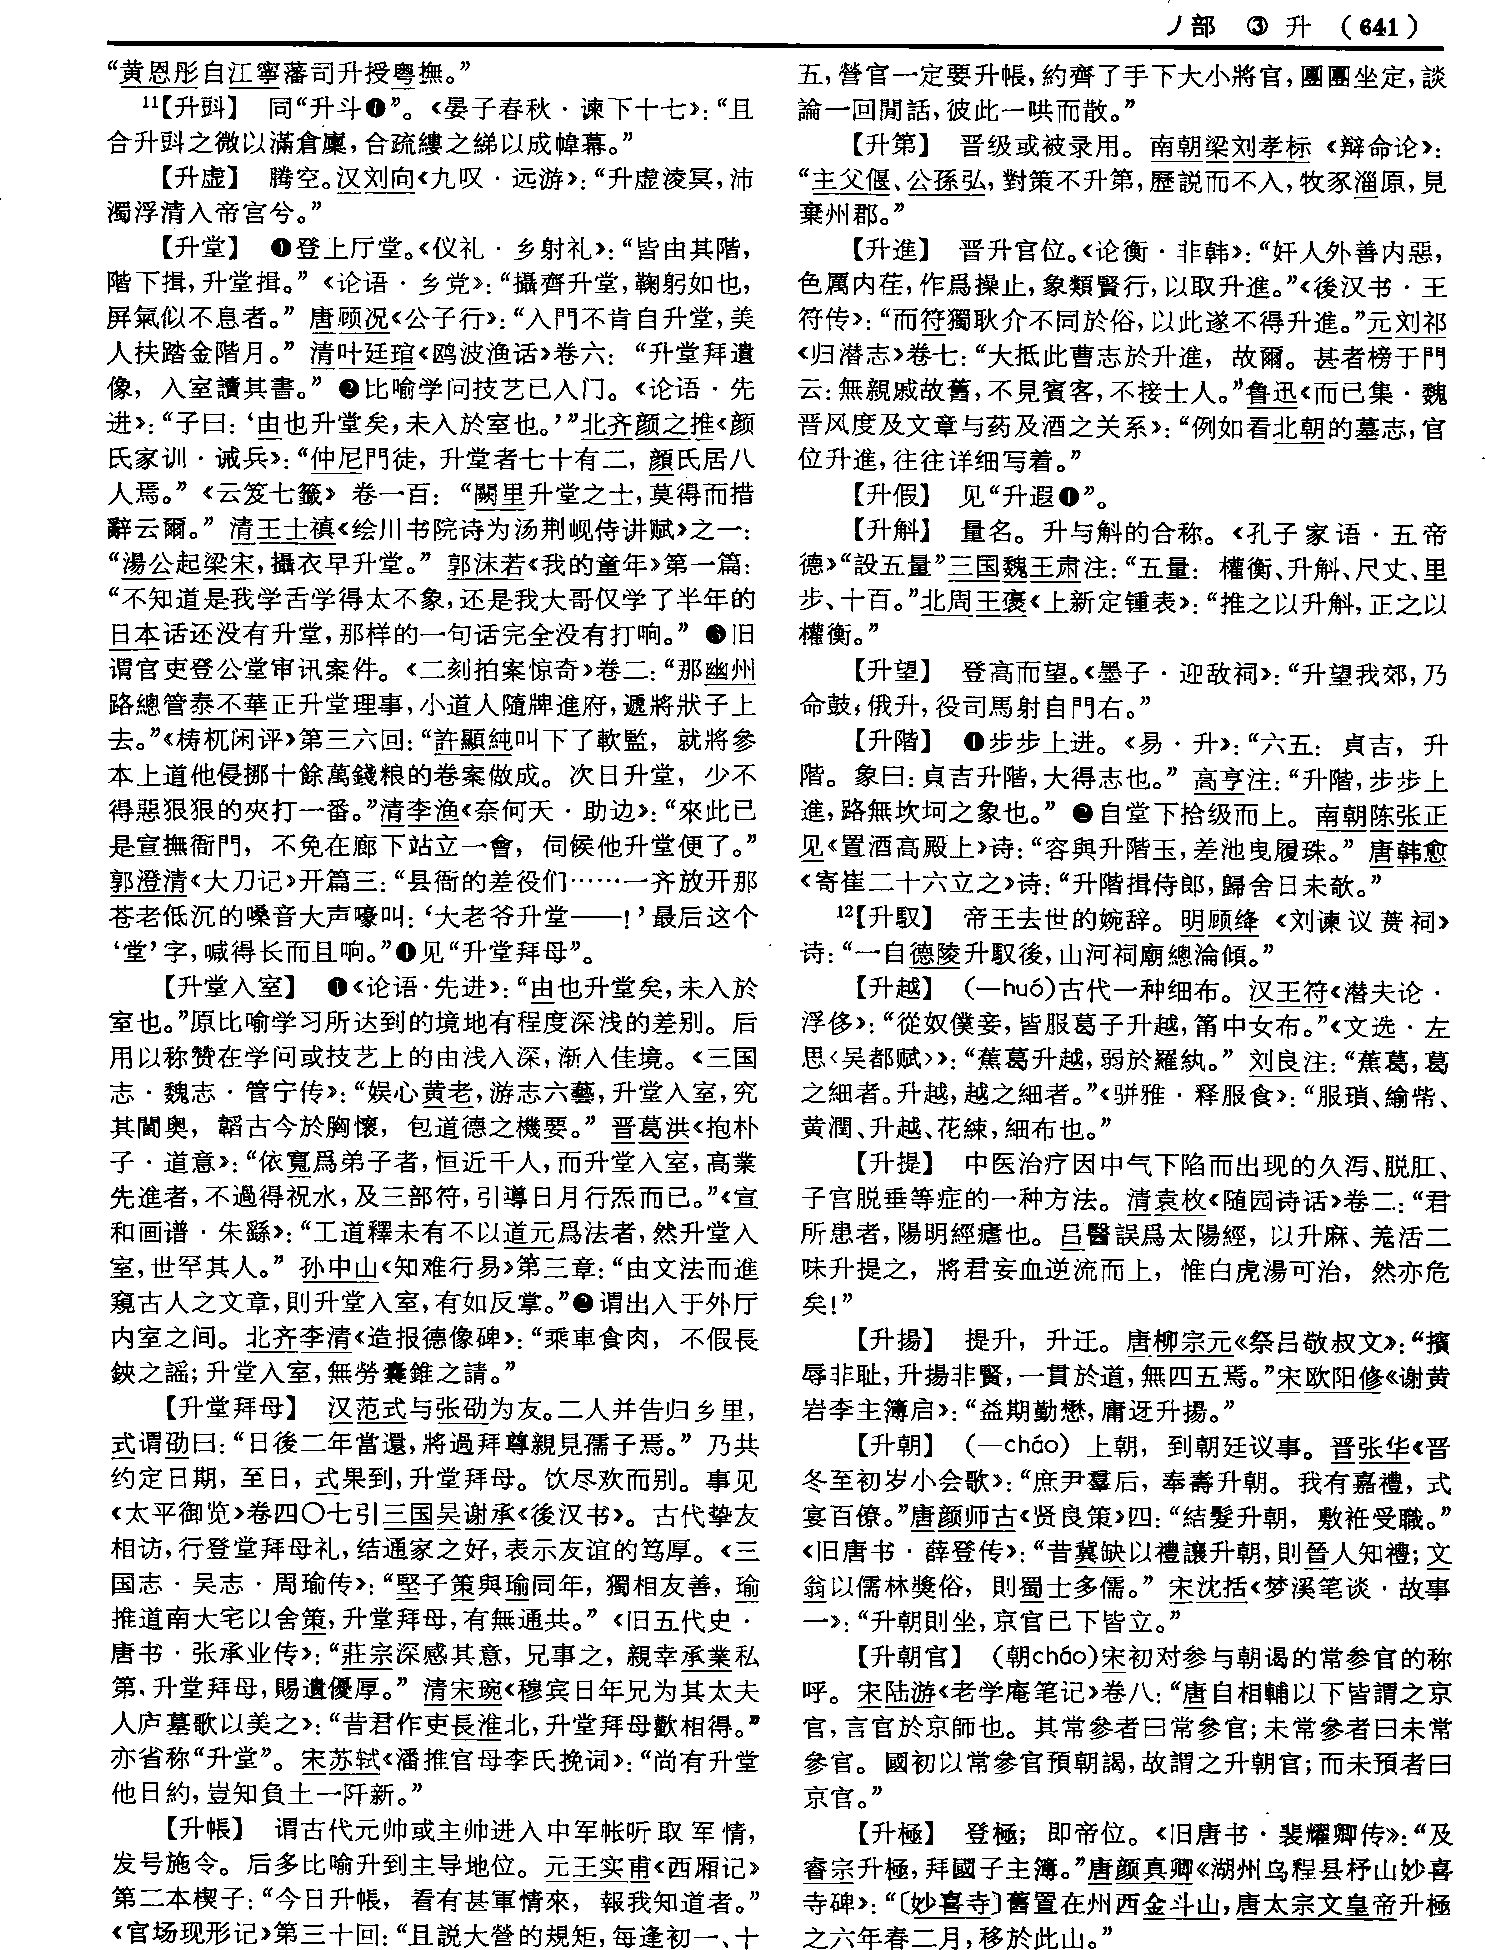 丿部 ③ 升 （641）
“黄恩彤自江寧藩司升授粤撫。”
11【升㪷】 同“升斗❶”。《晏子春秋·谏下十七》：“且
合升㪷之微以滿倉廩，合疏縷之綈以成幃幕。”
【升虚】 腾空。汉刘向《九叹·远游》：“升虚淩冥，沛
濁浮清入帝宫兮。”
【升堂】 ❶登上厅堂。《仪礼·乡射礼》：“皆由其階，
階下揖，升堂揖。”《论语·乡党》：“攝齊升堂，鞠躬如也，
屏氣似不息者。” 唐顾况《公子行》：“入門不肯自升堂，美
人扶踏金階月。” 清叶廷琯《鸥波渔话》卷六：“升堂拜遺
像，入室讀其書。” ❷比喻学问技艺已入门。《论语·先
进》：“子曰：‘由也升堂矣，未入於室也。’”北齐颜之推《颜
氏家训·诫兵》：“仲尼門徒，升堂者七十有二，顔氏居八
人焉。”《云笈七籤》卷一百：“闕里升堂之士，莫得而措
辭云爾。” 清王士禛《绘川书院诗为汤荆岘侍讲赋》之一：
“湯公起梁宋，攝衣早升堂。” 郭沫若《我的童年》第一篇：
“不知道是我学舌学得太不象，还是我大哥仅学了半年的
日本话还没有升堂，那样的一句话完全没有打响。” ❸旧
谓官吏登公堂审讯案件。《二刻拍案惊奇》卷二：“那幽州
路總管泰不華正升堂理事，小道人隨牌進府，遞將狀子上
去。”《梼杌闲评》第三六回：“許顯純叫下了軟監，就將參
本上道他侵挪十餘萬錢粮的卷案做成。次日升堂，少不
得惡狠狠的夾打一番。”清李渔《奈何天·助边》：“來此已
是宣撫衙門，不免在廊下站立一會，伺候他升堂便了。”
郭澄清《大刀记》开篇三：“县衙的差役们……一齐放开那
苍老低沉的嗓音大声嚎叫：‘大老爷升堂——！’最后这个
‘堂’字，喊得长而且响。”❹见“升堂拜母”。
【升堂入室】 ❶《论语·先进》：“由也升堂矣，未入於
室也。”原比喻学习所达到的境地有程度深浅的差别。后
用以称赞在学问或技艺上的由浅入深，渐入佳境。《三国
志·魏志·管宁传》：“娱心黄老，游志六藝，升堂入室，究
其閫奥，韜古今於胸懷，包道德之機要。” 晋葛洪《抱朴
子·道意》：“依寬爲弟子者，恒近千人，而升堂入室，高業
先進者，不過得祝水，及三部符，引導日月行炁而已。”《宣
和画谱·朱繇》：“工道釋未有不以道元爲法者，然升堂入
室，世罕其人。” 孙中山《知难行易》第三章：“由文法而進
窺古人之文章，則升堂入室，有如反掌。”❷谓出入于外厅
内室之间。北齐李清《造报德像碑》：“乘車食肉，不假長
鋏之謡；升堂入室，無勞囊錐之請。”
【升堂拜母】 汉范式与张劭为友。二人并告归乡里，
式谓劭曰：“日後二年當還，將過拜尊親見孺子焉。” 乃共
约定日期，至日，式果到，升堂拜母。饮尽欢而别。事见
《太平御览》卷四〇七引三国吴谢承《後汉书》。古代挚友
相访，行登堂拜母礼，结通家之好，表示友谊的笃厚。《三
国志·吴志·周瑜传》：“堅子策與瑜同年，獨相友善，瑜
推道南大宅以舍策，升堂拜母，有無通共。”《旧五代史·
唐书·张承业传》：“莊宗深感其意，兄事之，親幸承業私
第，升堂拜母，賜遺優厚。” 清宋琬《穆宾日年兄为其太夫
人庐墓歌以美之》：“昔君作吏長淮北，升堂拜母歡相得。”
亦省称“升堂”。宋苏轼《潘推官母李氏挽词》：“尚有升堂
他日約，豈知負土一阡新。”
【升帳】 谓古代元帅或主帅进入中军帐听取军情，
发号施令。后多比喻升到主导地位。元王实甫《西厢记》
第二本楔子：“今日升帳，看有甚軍情來，報我知道者。”
《官场现形记》第三十回：“且説大營的規矩，每逢初一、十
五，營官一定要升帳，約齊了手下大小將官，團團坐定，談
論一回閒話，彼此一哄而散。”
【升第】 晋级或被录用。南朝梁刘孝标《辩命论》：
“主父偃、公孫弘，對策不升第，歷説而不入，牧豕淄原，見
棄州郡。”
【升進】 晋升官位。《论衡·非韩》：“奸人外善内惡，
色厲内荏，作爲操止，象類賢行，以取升進。”《後汉书·王
符传》：“而符獨耿介不同於俗，以此遂不得升進。”元刘祁
《归潜志》卷七：“大抵此曹志於升進，故爾。甚者榜于門
云：無親戚故舊，不見賓客，不接士人。”鲁迅《而已集·魏
晋风度及文章与药及酒之关系》：“例如看北朝的墓志，官
位升進，往往详细写着。”
【升假】 见“升遐❶”。
【升斛】 量名。升与斛的合称。《孔子家语·五帝
德》“設五量”三国魏王肃注：“五量：權衡、升斛、尺丈、里
步、十百。”北周王褒《上新定锺表》：“推之以升斛，正之以
權衡。”
【升望】 登高而望。《墨子·迎敌祠》：“升望我郊，乃
命鼓，俄升，役司馬射自門右。”
【升階】 ❶步步上进。《易·升》：“六五：貞吉，升
階。象曰：貞吉升階，大得志也。” 高亨注：“升階，步步上
進，路無坎坷之象也。” ❷自堂下拾级而上。南朝陈张正
见《置酒高殿上》诗：“容與升階玉，差池曳履珠。” 唐韩愈
《寄崔二十六立之》诗：“升階揖侍郎，歸舍日未欹。”
12【升馭】 帝王去世的婉辞。明顾绛《刘谏议蕡祠》
诗：“一自德陵升馭後，山河祠廟總淪傾。”
【升越】 （—huó）古代一种细布。汉王符《潜夫论·
浮侈》：“從奴僕妾，皆服葛子升越，筩中女布。”《文选·左
思〈吴都赋〉》：“蕉葛升越，弱於羅紈。” 刘良注：“蕉葛，葛
之細者。升越，越之細者。”《骈雅·释服食》：“服瑣、緰帋、
黄潤、升越、花綀，細布也。”
【升提】 中医治疗因中气下陷而出现的久泻、脱肛、
子宫脱垂等症的一种方法。清袁枚《随园诗话》卷二：“君
所患者，陽明經瘧也。吕醫誤爲太陽經，以升麻、羌活二
味升提之，將君妄血逆流而上，惟白虎湯可治，然亦危
矣！”
【升揚】 提升，升迁。唐柳宗元《祭吕敬叔文》：“擯
辱非耻，升揚非賢，一貫於道，無四五焉。”宋欧阳修《谢黄
岩李主簿启》：“益期勤懋，庸迓升揚。”
【升朝】 （—cháo）上朝，到朝廷议事。晋张华《晋
冬至初岁小会歌》：“庶尹羣后，奉壽升朝。我有嘉禮，式
宴百僚。”唐颜师古《贤良策》四：“結髮升朝，敷袵受職。”
《旧唐书·薛登传》：“昔冀缺以禮讓升朝，則晉人知禮；文
翁以儒林獎俗，則蜀士多儒。” 宋沈括《梦溪笔谈·故事
一》：“升朝則坐，京官已下皆立。”
【升朝官】 （朝cháo）宋初对参与朝谒的常参官的称
呼。宋陆游《老学庵笔记》卷八：“唐自相輔以下皆謂之京
官，言官於京師也。其常參者曰常參官；未常參者曰未常
參官。國初以常參官預朝謁，故謂之升朝官；而未預者曰
京官。”
【升極】 登極；即帝位。《旧唐书·裴耀卿传》：“及
睿宗升極，拜國子主簿。”唐颜真卿《湖州乌程县杼山妙喜
寺碑》：“〔妙喜寺〕舊置在州西金斗山，唐太宗文皇帝升極
之六年春二月，移於此山。”